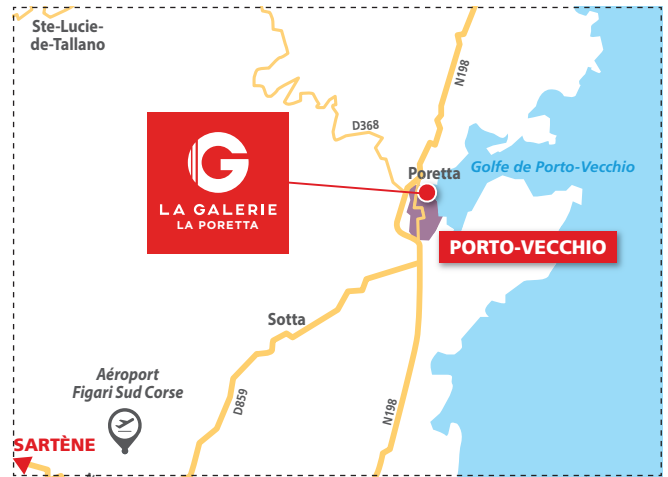 Ste-Lucie-
de-Tallano
N198
D368
G
LA GALERIE
LA PORETTA
Poretta
Golfe de Porto-Vecchio
PORTO-VECCHIO
Sotta
Aéroport
Figari Sud Corse
D859
N198
SARTÈNE